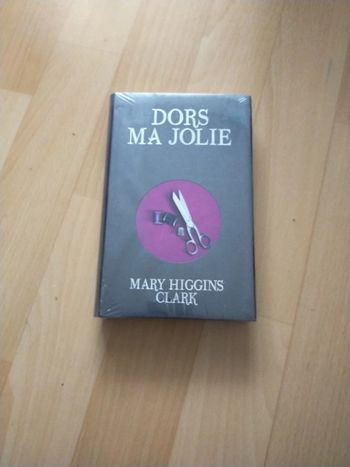 DORS
MA JOLIE
MARY HIGGINS
CLARK